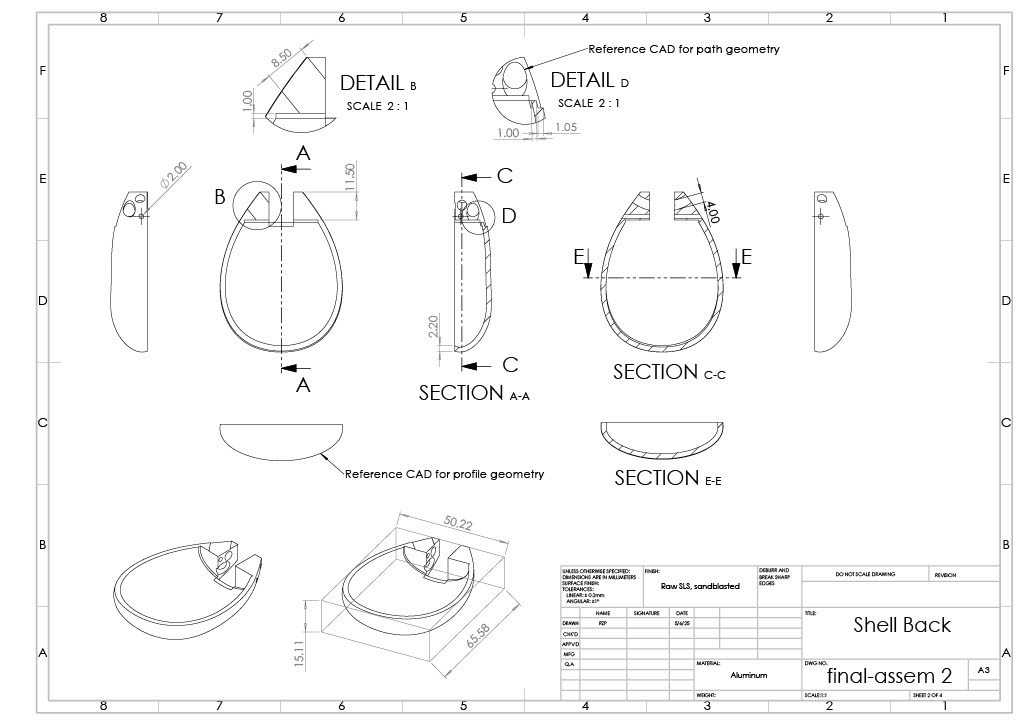 8 7 6 5 4 3 2 1
F
E
D
C
B
A
F
E
D
C
B
A
8.50
1.00
DETAIL B
SCALE 2 : 1
Reference CAD for path geometry
DETAIL D
SCALE 2 : 1
1.00
1.05
∅2.00
A
B
11.50
A
C
D
2.20
C
SECTION A-A
4.00
E
E
SECTION C-C
Reference CAD for profile geometry
SECTION E-E
50.22
65.58
15.11
UNLESS OTHERWISE SPECIFIED:
DIMENSIONS ARE IN MILLIMETERS
SURFACE FINISH:
TOLERANCES:
LINEAR: ± 0.3mm
ANGULAR: ±1°
FINISH:
Raw SLS, sandblasted
DEBURR AND
BREAK SHARP
EDGES
DO NOT SCALE DRAWING
REVISION
NAME SIGNATURE DATE
DRAWN RZP 5/6/25
CHK'D
APPV'D
MFG
Q.A
TITLE:
Shell Back
MATERIAL:
Aluminum
DWG NO.
final-assem 2
A3
WEIGHT:
SCALE:1:1
SHEET 2 OF 4
8 7 6 5 4 3 2 1